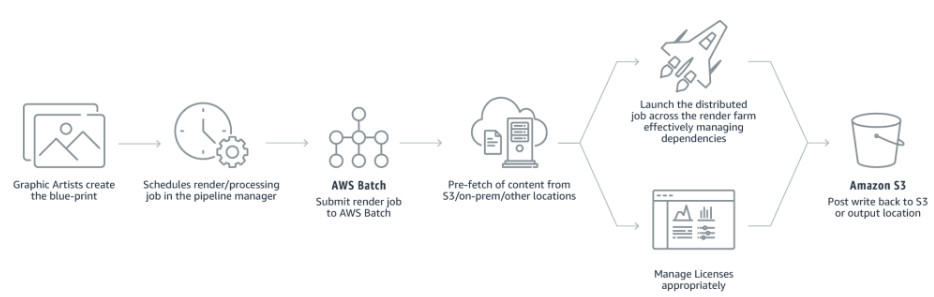 Graphic Artists create
the blue-print
Schedules render/processing
job in the pipeline manager
AWS Batch
Submit render job
to AWS Batch
Pre-fetch of content from
S3/on-prem/other locations
Launch the distributed
job across the render farm
effectively managing
dependencies
Manage Licenses
appropriately
Amazon S3
Post write back to S3
or output location